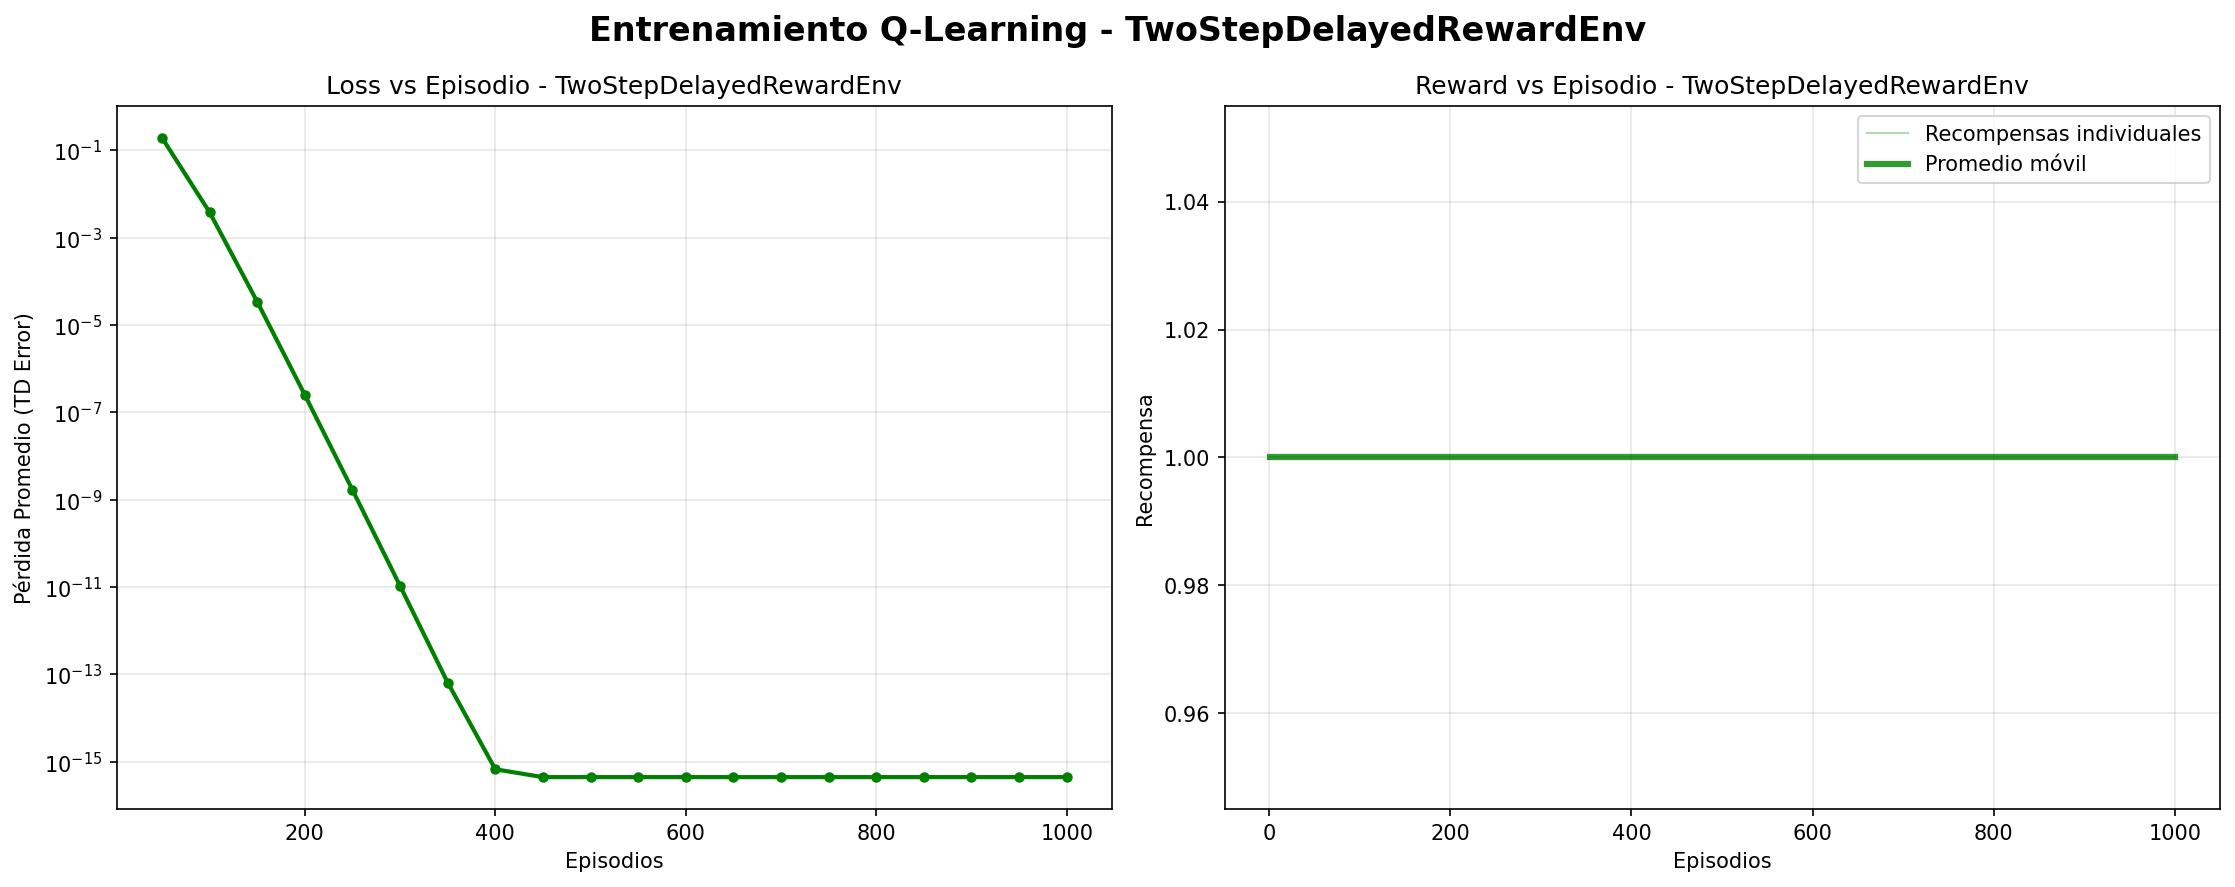 Entrenamiento Q-Learning - TwoStepDelayedRewardEnv
Loss vs Episodio - TwoStepDelayedRewardEnv
Pérdida Promedio (TD Error)
10⁻¹
10⁻³
10⁻⁵
10⁻⁷
10⁻⁹
10⁻¹¹
10⁻¹³
10⁻¹⁵
200 400 600 800 1000
Episodios
Reward vs Episodio - TwoStepDelayedRewardEnv
Recompensas individuales
Promedio móvil
Recompensa
1.04
1.02
1.00
0.98
0.96
0 200 400 600 800 1000
Episodios